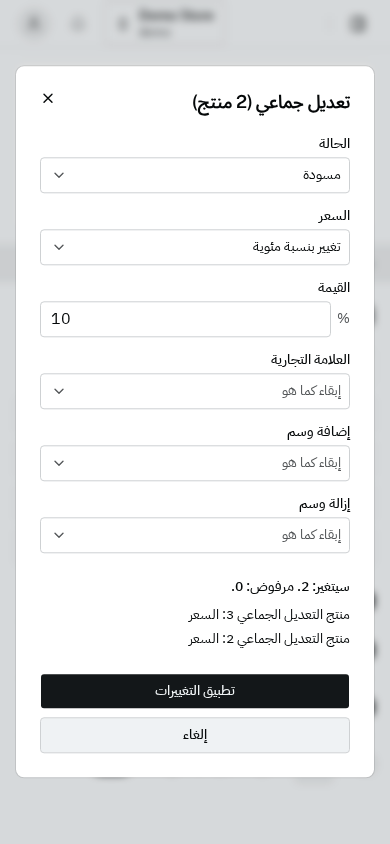 Demo Store
تعديل جماعي (2 منتج)
الحالة
مسودة
السعر
تغيير بنسبة مئوية
القيمة
10
%
العلامة التجارية
إبقاء كما هو
إضافة وسم
إبقاء كما هو
إزالة وسم
إبقاء كما هو
سيتغير: 2. مرفوض: 0.
منتج التعديل الجماعي 3: السعر
منتج التعديل الجماعي 2: السعر
تطبيق التغييرات
إلغاء